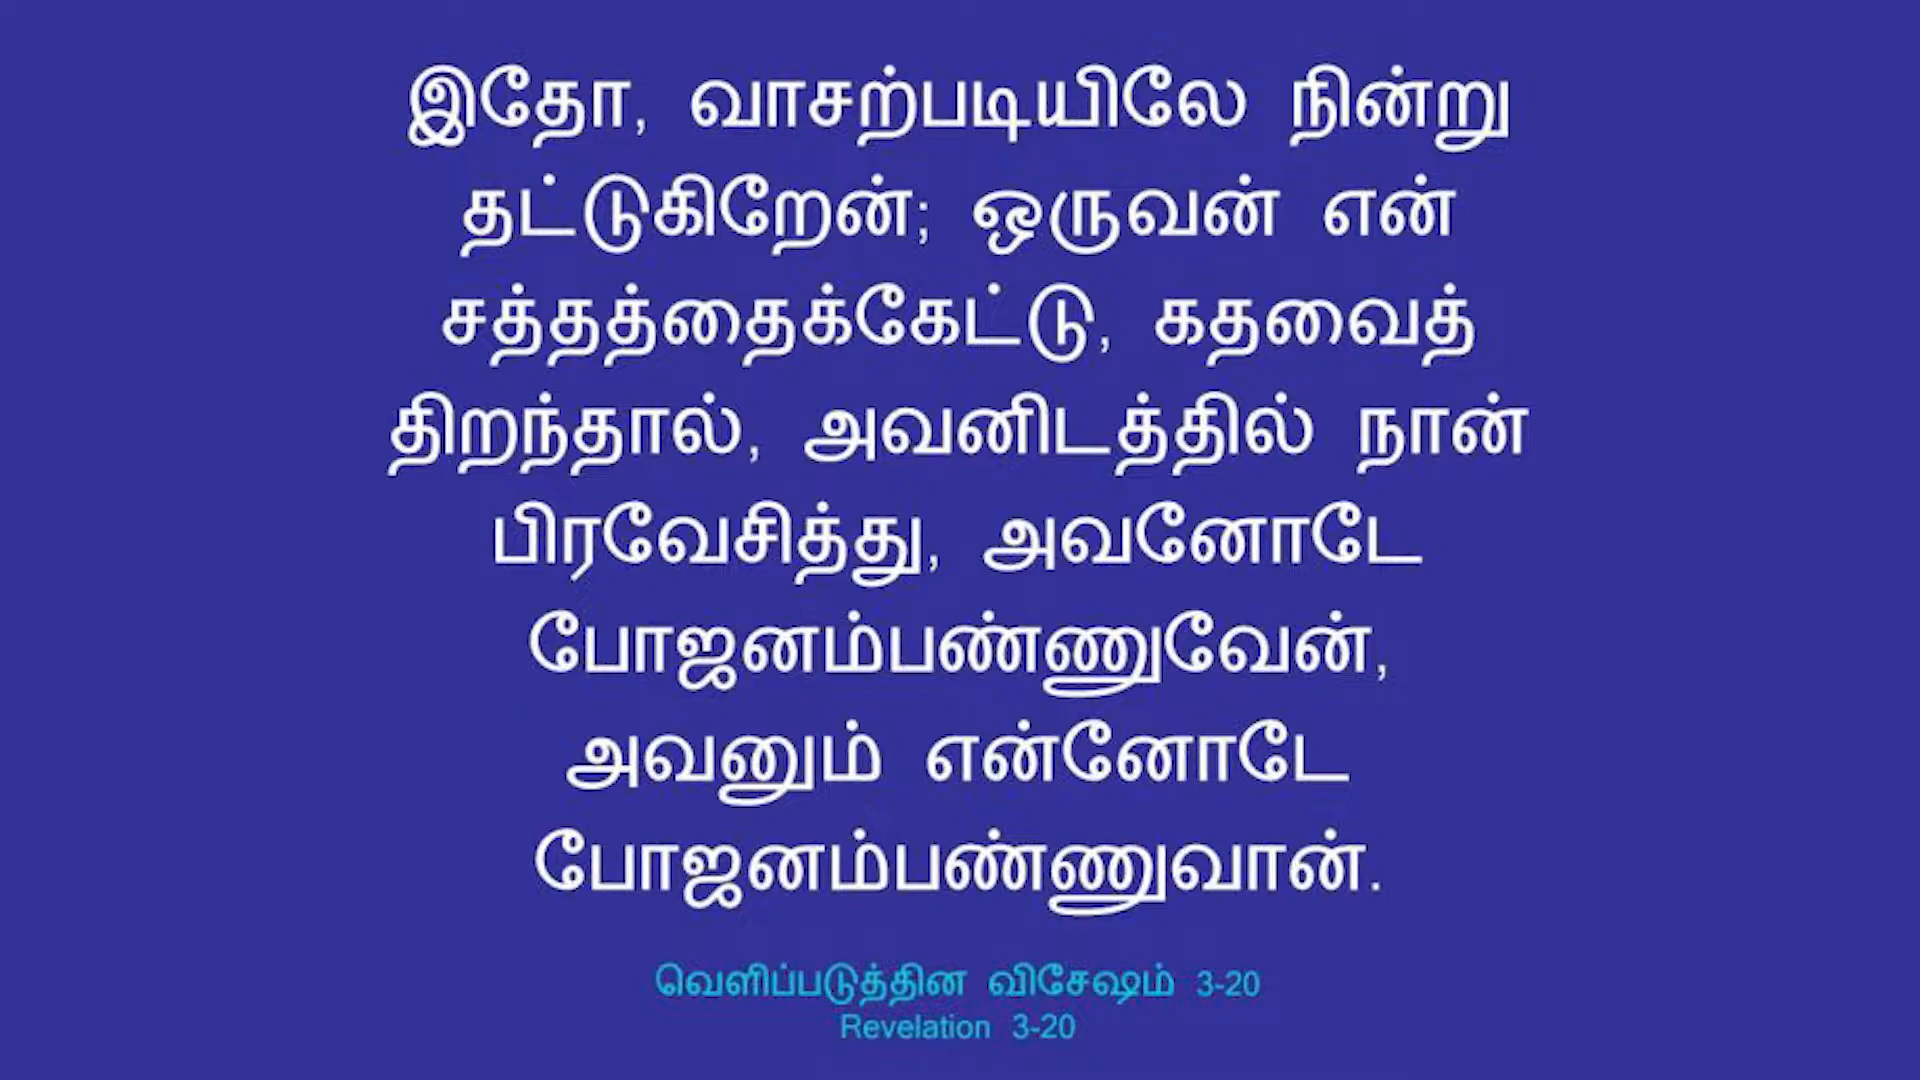 இதோ, வாசற்படியிலே நின்று
தட்டுகிறேன்; ஒருவன் என்
சத்தத்தைக்கேட்டு, கதவைத்
திறந்தால், அவனிடத்தில் நான்
பிரவேசித்து, அவனோடே
போஜனம்பண்ணுவேன்,
அவனும் என்னோடே
போஜனம்பண்ணுவான்.
வெளிப்படுத்தின விசேஷம் 3-20
Revelation 3-20